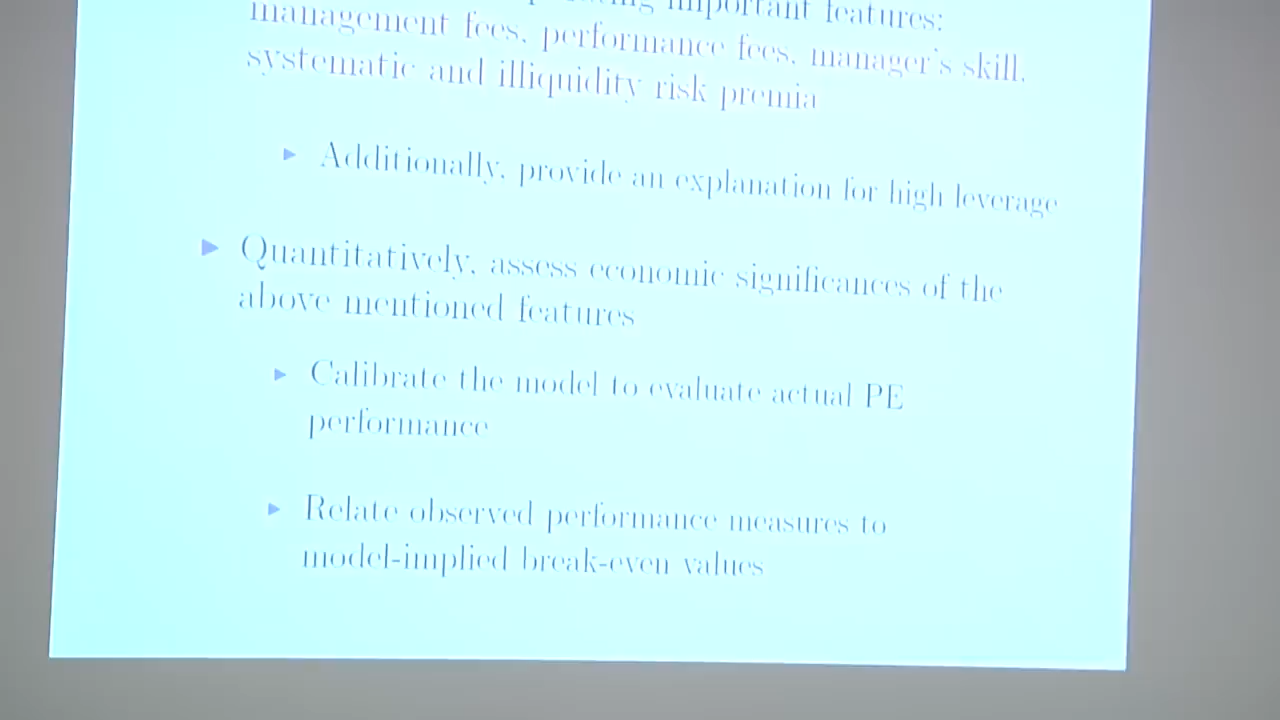 important features:
management fees, performance fees, manager's skill,
systematic and illiquidity risk premia
Additionally, provide an explanation for high leverage
Quantitatively, assess economic significances of the
above mentioned features
Calibrate the model to evaluate actual PE
performance
Relate observed performance measures to
model-implied break-even values